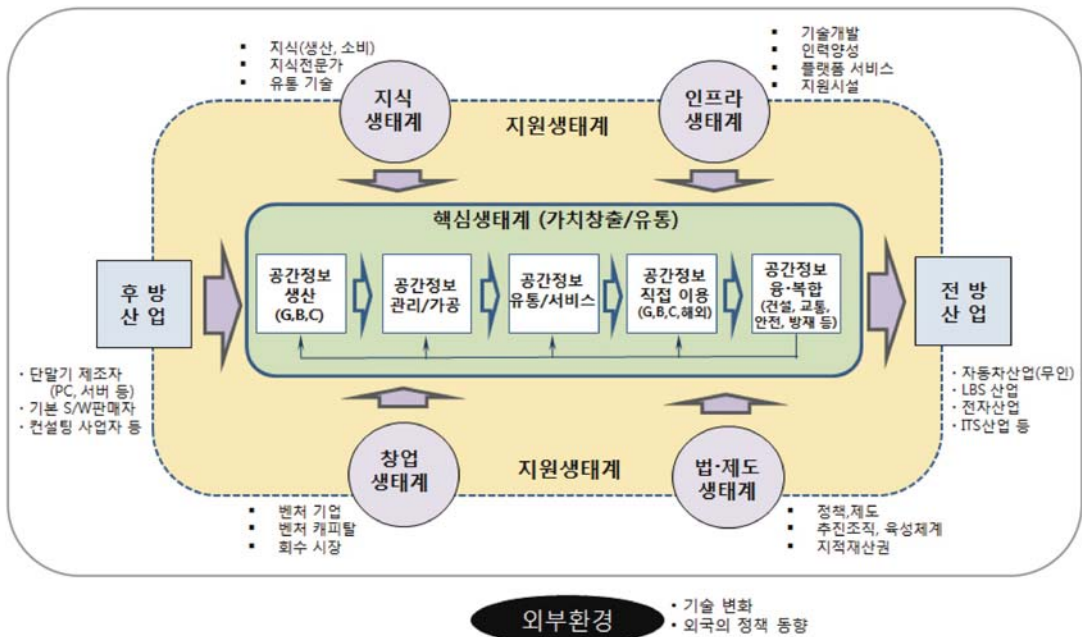 지식(생산, 소비)
지식전문가
유통 기술
지식
생태계
기술개발
인력양성
플랫폼 서비스
지원시설
인프라
생태계
지원생태계
핵심생태계 (가치창출/유통)
후 방
산 업
공간정보
생산
(G,B,C)
공간정보
관리/가공
공간정보
유통/서비스
공간정보
직접 이용
(G,B,C,해외)
공간정보
융·복합
(건설, 교통,
안전, 방재 등)
전 방
산 업
· 단말기 제조자
(PC, 서버 등)
· 기본 S/W판매자
· 컨설팅 사업자 등
· 자동차산업(무인)
· LBS 산업
· 전자산업
· ITS산업 등
창업
생태계
지원생태계
법·제도
생태계
벤처 기업
벤처 캐피탈
회수 시장
정책,제도
추진조직, 육성체계
지적재산권
외부환경
· 기술 변화
· 외국의 정책 동향